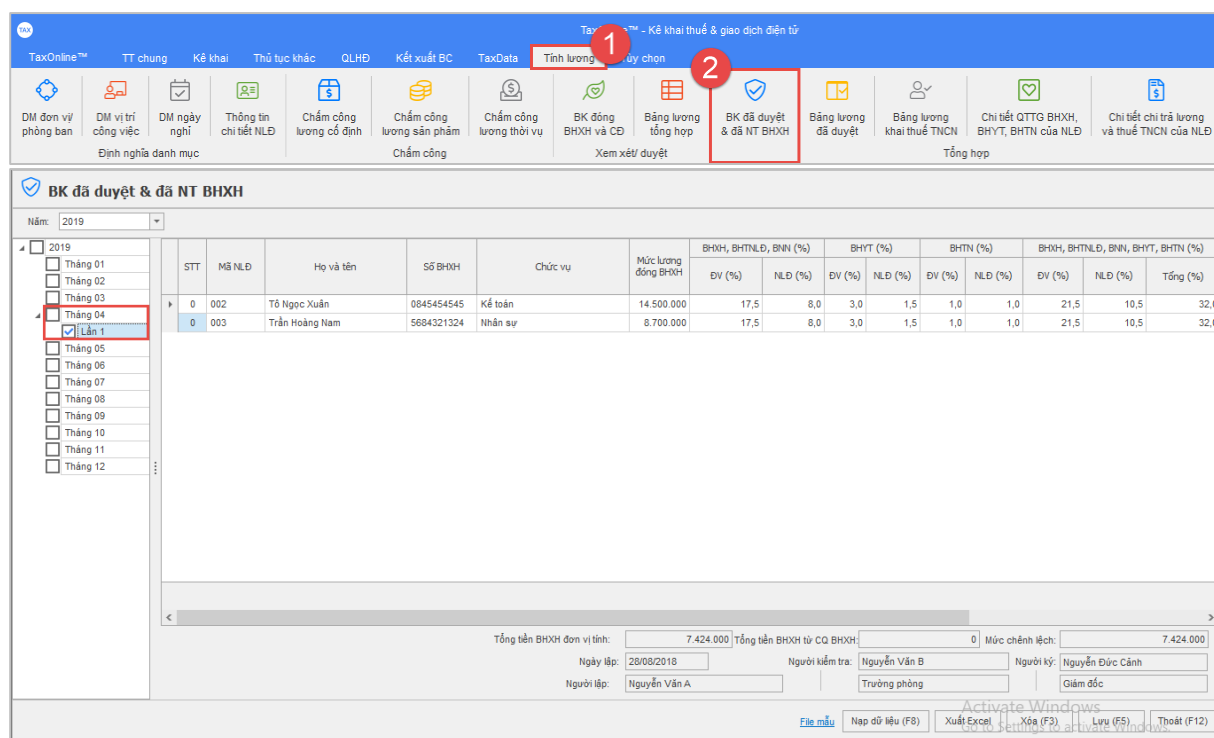 TAX
Tax e™ - Kê khai thuế & giao dịch điện tử
1
TaxOnline™ TT chung Kê khai Thủ tục khác QLHĐ Kết xuất BC TaxData Tính lương ùy chọn
2
DM đơn vị/ phòng ban
DM vị trí công việc
DM ngày nghỉ
Thông tin chi tiết NLĐ
Chấm công lương cố định
Chấm công lương sản phẩm
Chấm công lương thời vụ
BK đóng BHXH và CĐ
Bảng lương tổng hợp
BK đã duyệt & đã NT BHXH
Bảng lương đã duyệt
Bảng lương khai thuế TNCN
Chi tiết QTTG BHXH, BHYT, BHTN của NLĐ
Chi tiết chi trả lương và thuế TNCN của NLĐ
Định nghĩa danh mục Chấm công Xem xét/ duyệt Tổng hợp
BK đã duyệt & đã NT BHXH
Năm: 2019
2019
Tháng 01
Tháng 02
Tháng 03
Tháng 04
Lần 1
Tháng 05
Tháng 06
Tháng 07
Tháng 08
Tháng 09
Tháng 10
Tháng 11
Tháng 12
BHXH, BHTNLĐ, BNN (%) BHYT (%) BHTN (%) BHXH, BHTNLĐ, BNN, BHYT, BHTN (%)
STT Mã NLĐ Họ và tên Số BHXH Chức vụ Mức lương đóng BHXH ĐV (%) NLĐ (%) ĐV (%) NLĐ (%) ĐV (%) NLĐ (%) ĐV (%) NLĐ (%) Tổng (%)
0 002 Tô Ngọc Xuân 0845454545 Kế toán 14.500.000 17,5 8,0 3,0 1,5 1,0 1,0 21,5 10,5 32,
0 003 Trần Hoàng Nam 5684321324 Nhân sự 8.700.000 17,5 8,0 3,0 1,5 1,0 1,0 21,5 10,5 32,
Tổng tiền BHXH đơn vị tính: 7.424.000 Tổng tiền BHXH từ CQ BHXH: 0 Mức chênh lệch: 7.424.000
Ngày lập: 28/08/2018 Người kiểm tra: Nguyễn Văn B Người ký: Nguyễn Đức Cảnh
Người lập: Nguyễn Văn A Trưởng phòng Giám đốc
Activate Windows
File mẫu Nạp dữ liệu (F8) Xuất Excel Xóa (F3) Lưu (F5) Thoát (F12)
Go to Settings to activate Windows.